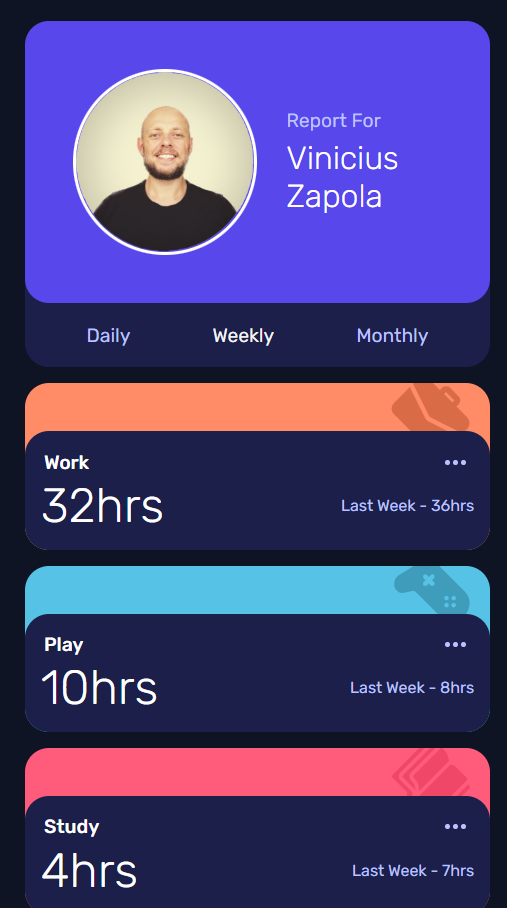 Report For
Vinicius
Zapola
Daily Weekly Monthly
Work
32hrs Last Week - 36hrs
Play
10hrs Last Week - 8hrs
Study
4hrs Last Week - 7hrs